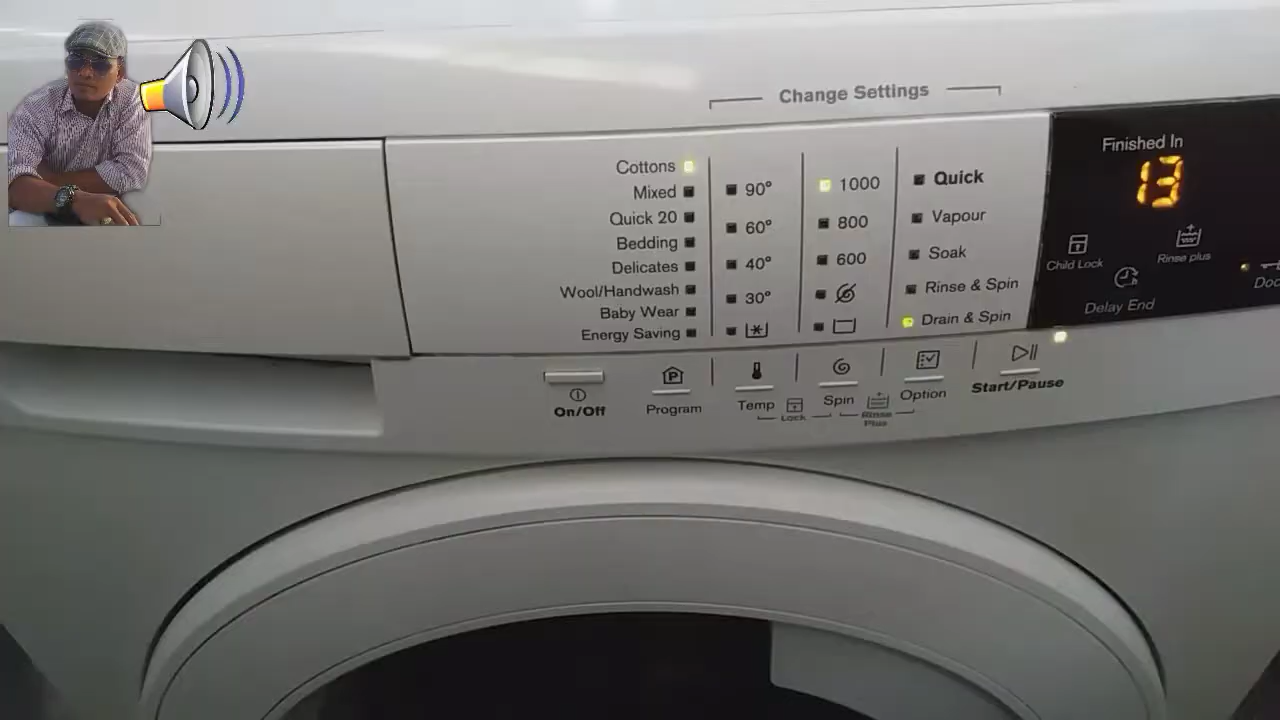 Change Settings
Cottons
Mixed
Quick 20
Bedding
Delicates
Wool/Handwash
Baby Wear
Energy Saving
90°
60°
40°
30°
1000
800
600
Quick
Vapour
Soak
Rinse & Spin
Drain & Spin
Finished In
13
Child Lock
Rinse plus
Delay End
Doo
On/Off
P
Program
Temp
Lock
Spin
Rinse
Plus
Option
Start/Pause